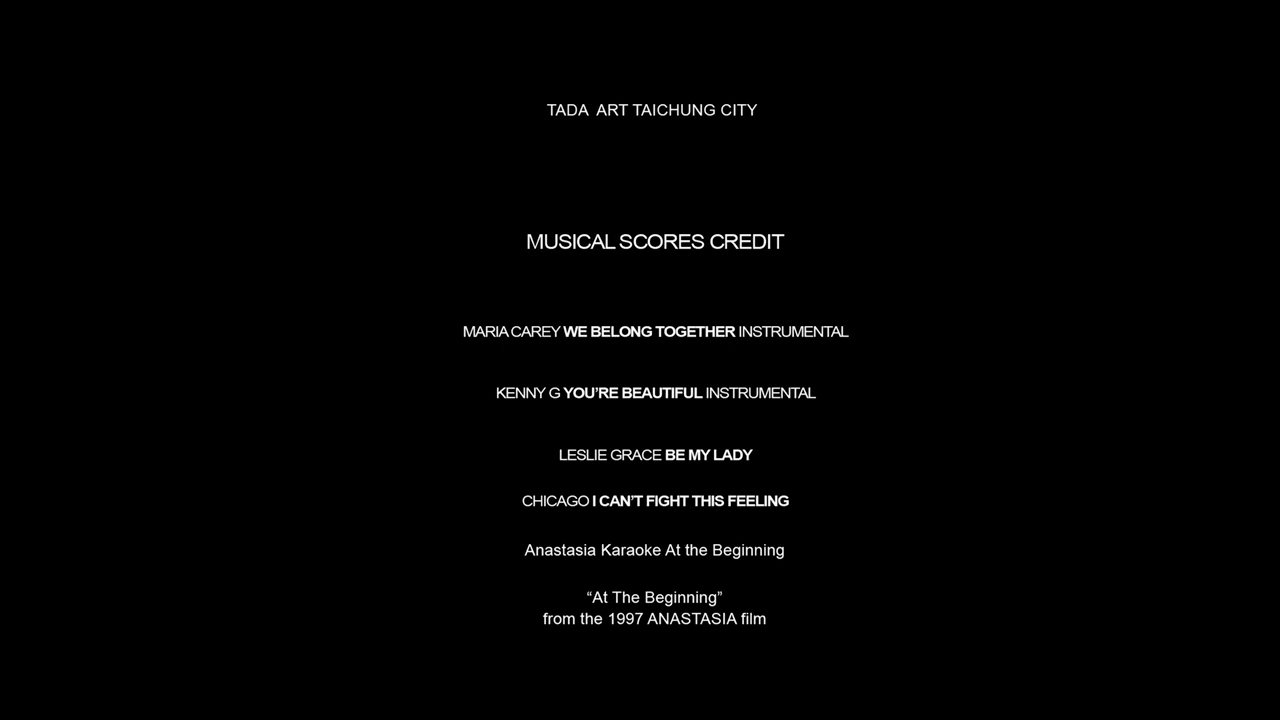 TADA  ART TAICHUNG CITY
MUSICAL SCORES CREDIT
MARIA CAREY WE BELONG TOGETHER INSTRUMENTAL
KENNY G YOU’RE BEAUTIFUL INSTRUMENTAL
LESLIE GRACE BE MY LADY
CHICAGO I CAN’T FIGHT THIS FEELING
Anastasia Karaoke At the Beginning
“At The Beginning”
from the 1997 ANASTASIA film